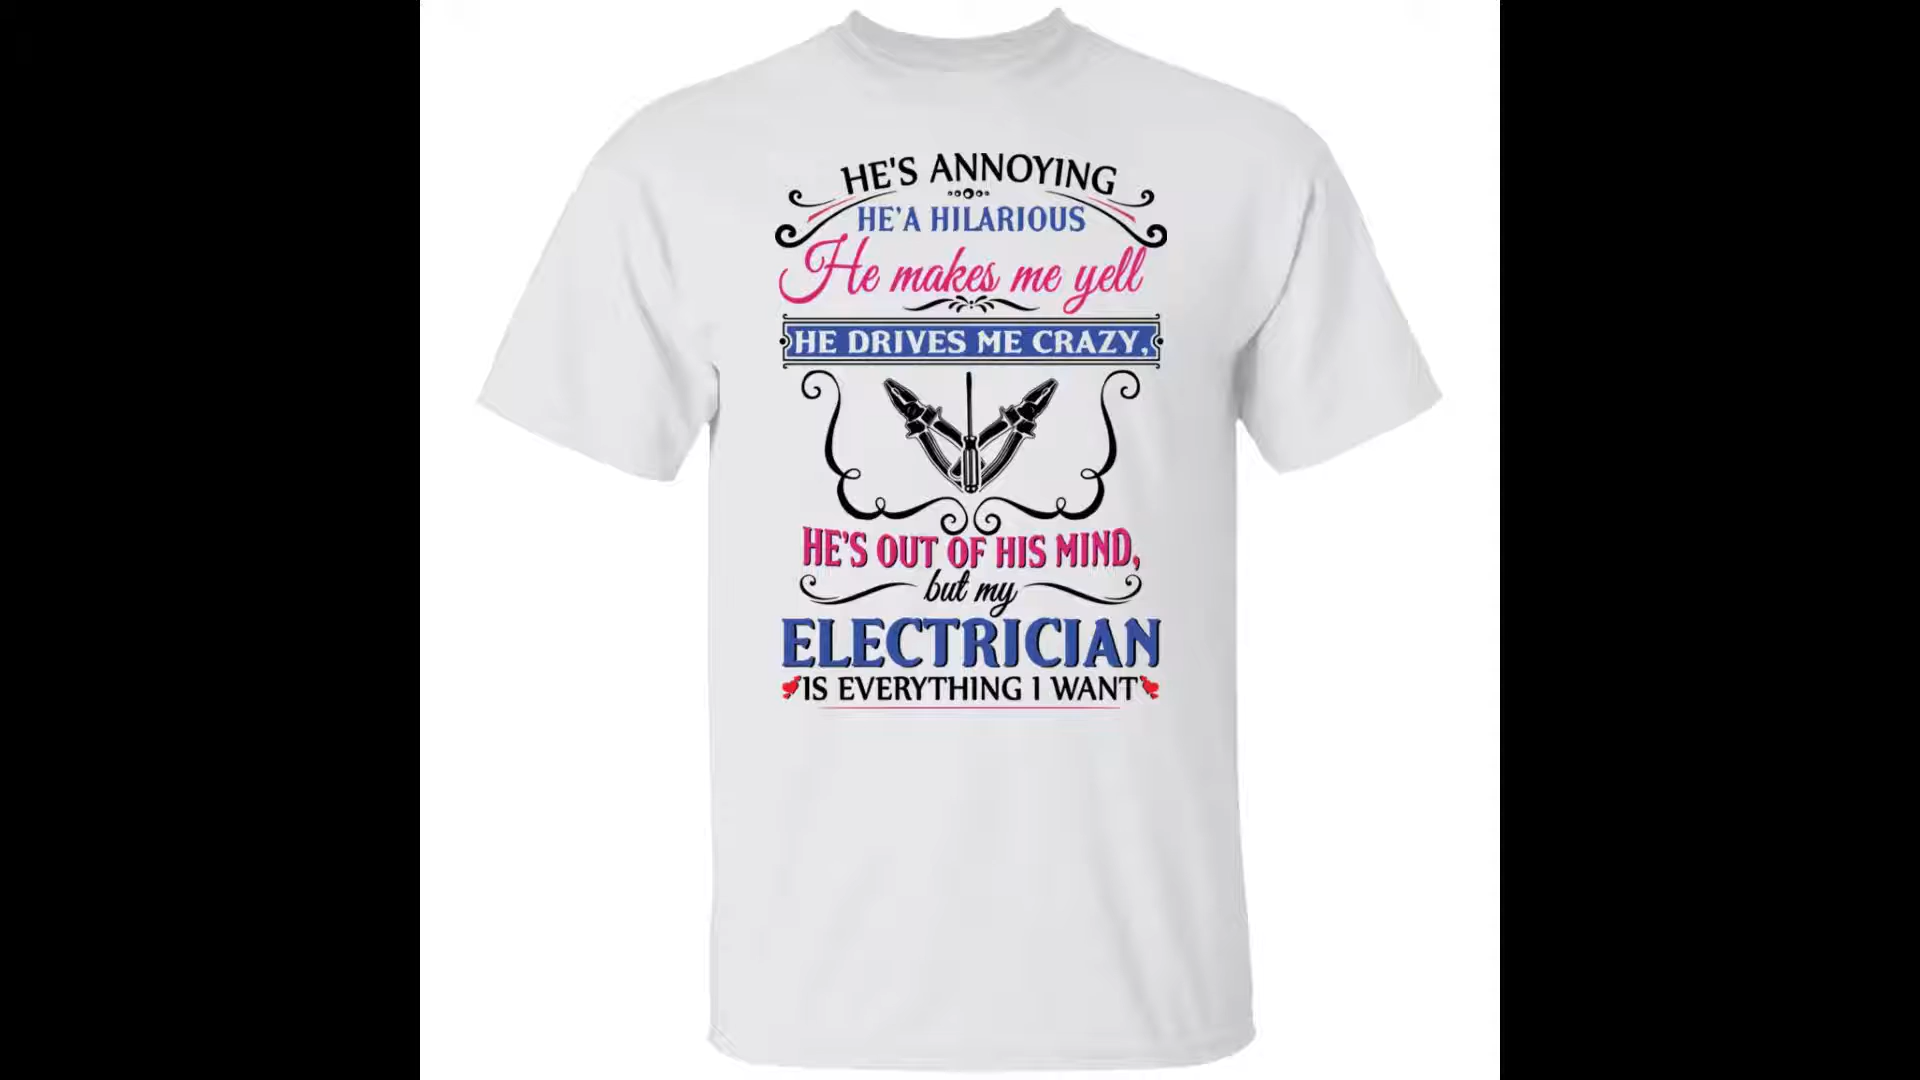 HE'S ANNOYING
HE'A HILARIOUS
He makes me yell
HE DRIVES ME CRAZY,
HE'S OUT OF HIS MIND,
but my
ELECTRICIAN
IS EVERYTHING I WANT